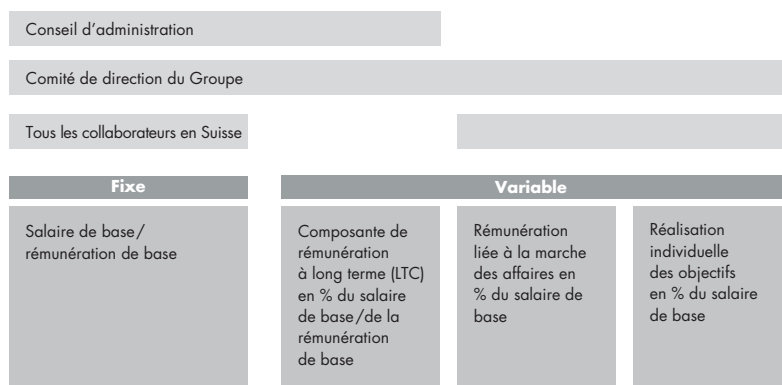 Conseil d’administration
Comité de direction du Groupe
Tous les collaborateurs en Suisse
Fixe
Variable
Salaire de base/
rémunération de base
Composante de
rémunération
à long terme (LTC)
en % du salaire
de base/de la
rémunération
de base
Rémunération
liée à la marche
des affaires en
% du salaire de
base
Réalisation
individuelle
des objectifs
en % du salaire
de base